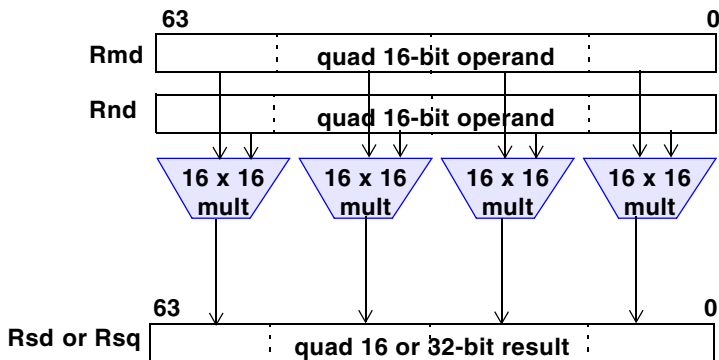 63 0
Rmd quad 16-bit operand
Rnd quad 16-bit operand
16 x 16 16 x 16 16 x 16 16 x 16
mult mult mult mult
63 0
Rsd or Rsq quad 16 or 32-bit result